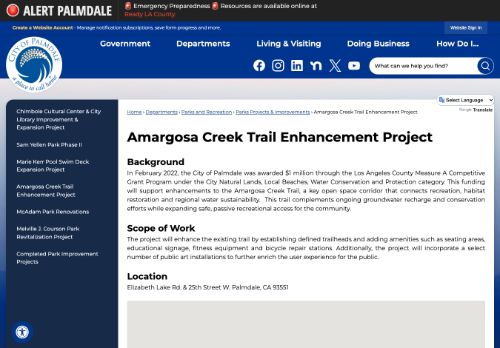 ALERT PALMDALE
Emergency Preparedness Resources are available online at
Ready LA County.
Create a Website Account - Manage notification subscriptions, save form progress and more.
Website Sign In
CITY OF PALMDALE
a place to call home
Government
Departments
Living & Visiting
Doing Business
How Do I...
What can we help you find?
Select Language
Google Translate
Chimbole Cultural Center & City
Library Improvement &
Expansion Project
Sam Yellen Park Phase II
Marie Kerr Pool Swim Deck
Expansion Project
Amargosa Creek Trail
Enhancement Project
McAdam Park Renovations
Melville J. Courson Park
Revitalization Project
Completed Park Improvement
Projects
Home › Departments › Parks and Recreation › Parks Projects & Improvements › Amargosa Creek Trail Enhancement Project
Amargosa Creek Trail Enhancement Project
Background
In February 2022, the City of Palmdale was awarded $1 million through the Los Angeles County Measure A Competitive
Grant Program under the City Natural Lands, Local Beaches, Water Conservation and Protection category. This funding
will support enhancements to the Amargosa Creek Trail, a key open space corridor that connects recreation, habitat
restoration and regional water sustainability. This trail complements ongoing groundwater recharge and conservation
efforts while expanding safe, passive recreational access for the community.
Scope of Work
The project will enhance the existing trail by establishing defined trailheads and adding amenities such as seating areas,
educational signage, fitness equipment and bicycle repair stations. Additionally, the project will incorporate a select
number of public art installations to further enrich the user experience for the public.
Location
Elizabeth Lake Rd. & 25th Street W. Palmdale, CA 93551